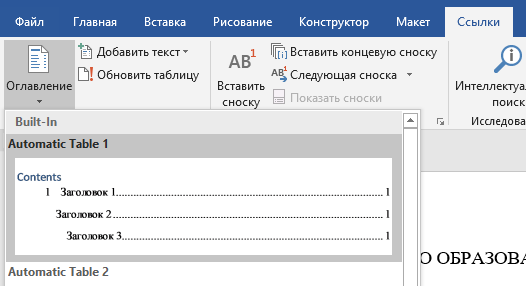 Файл Главная Вставка Рисование Конструктор Макет Ссылки
Оглавление
Добавить текст
Обновить таблицу
AB1
Вставить сноску
Вставить концевую сноску
AB1 Следующая сноска
Показать сноски
i
Интеллектуа
поиск
Исследова
Built-In
Automatic Table 1
Contents
1 Заголовок 1 1
Заголовок 2 1
Заголовок 3 1
Automatic Table 2
О ОБРАЗОВА